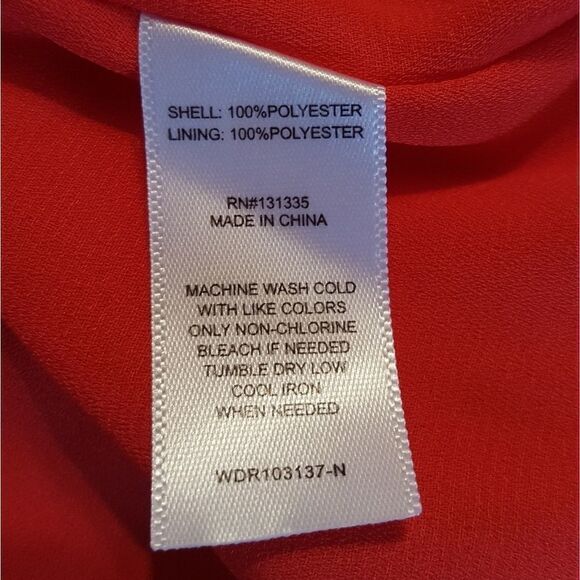 SHELL: 100%POLYESTER
LINING: 100%POLYESTER
RN#131335
MADE IN CHINA
MACHINE WASH COLD
WITH LIKE COLORS
ONLY NON-CHLORINE
BLEACH IF NEEDED
TUMBLE DRY LOW
COOL IRON
WHEN NEEDED
WDR103137-N